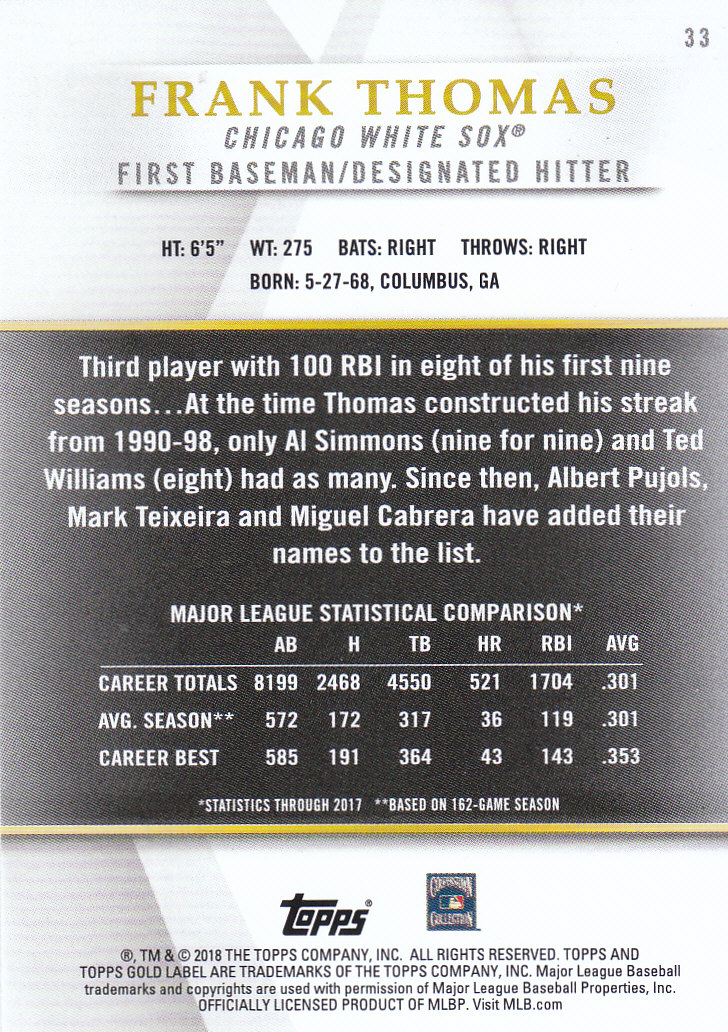 33
FRANK THOMAS
CHICAGO WHITE SOX®
FIRST BASEMAN/DESIGNATED HITTER
HT: 6'5" WT: 275 BATS: RIGHT THROWS: RIGHT
BORN: 5-27-68, COLUMBUS, GA
Third player with 100 RBI in eight of his first nine
seasons...At the time Thomas constructed his streak
from 1990-98, only Al Simmons (nine for nine) and Ted
Williams (eight) had as many. Since then, Albert Pujols,
Mark Teixeira and Miguel Cabrera have added their
names to the list.
MAJOR LEAGUE STATISTICAL COMPARISON*
AB H TB HR RBI AVG
CAREER TOTALS 8199 2468 4550 521 1704 .301
AVG. SEASON** 572 172 317 36 119 .301
CAREER BEST 585 191 364 43 143 .353
*STATISTICS THROUGH 2017 **BASED ON 162-GAME SEASON
COOPERSTOWN
COLLECTION
topps®
®, TM & © 2018 THE TOPPS COMPANY, INC. ALL RIGHTS RESERVED. TOPPS AND
TOPPS GOLD LABEL ARE TRADEMARKS OF THE TOPPS COMPANY, INC. Major League Baseball
trademarks and copyrights are used with permission of Major League Baseball Properties, Inc.
OFFICIALLY LICENSED PRODUCT OF MLBP. Visit MLB.com